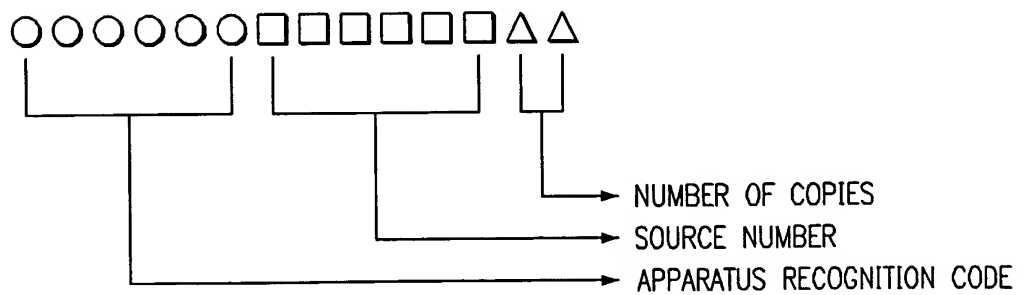 NUMBER OF COPIES
SOURCE NUMBER
APPARATUS RECOGNITION CODE